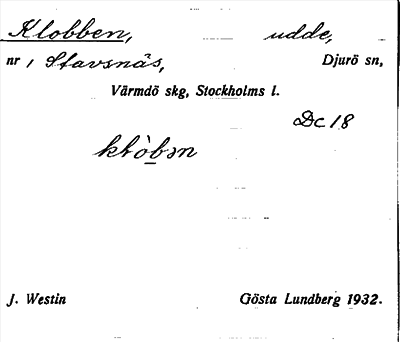 Klobben, udde,
nr 1 Stavsnäs, Djurö sn,
Värmdö skg, Stockholms l.
Dc 18
klòbən
J. Westin Gösta Lundberg 1932.